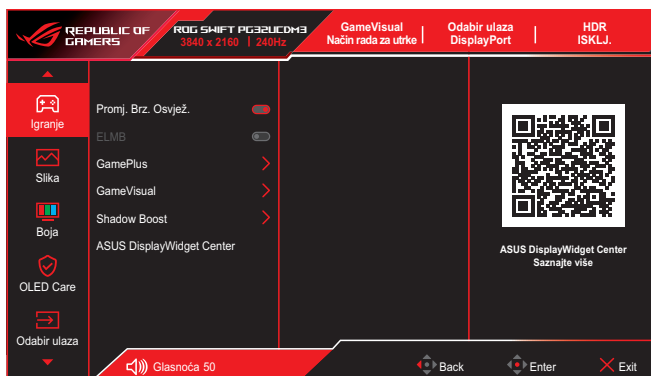 REPUBLIC OF
GAMERS
ROG SWIFT PG32UCDM3
3840 x 2160 | 240Hz
GameVisual
Način rada za utrke
Odabir ulaza
DisplayPort
HDR
ISKLJ.
Igranje
Slika
Boja
OLED Care
Odabir ulaza
Promj. Brz. Osvjež.
ELMB
GamePlus
GameVisual
Shadow Boost
ASUS DisplayWidget Center
ASUS DisplayWidget Center
Saznajte više
Glasnoća 50
Back
Enter
Exit